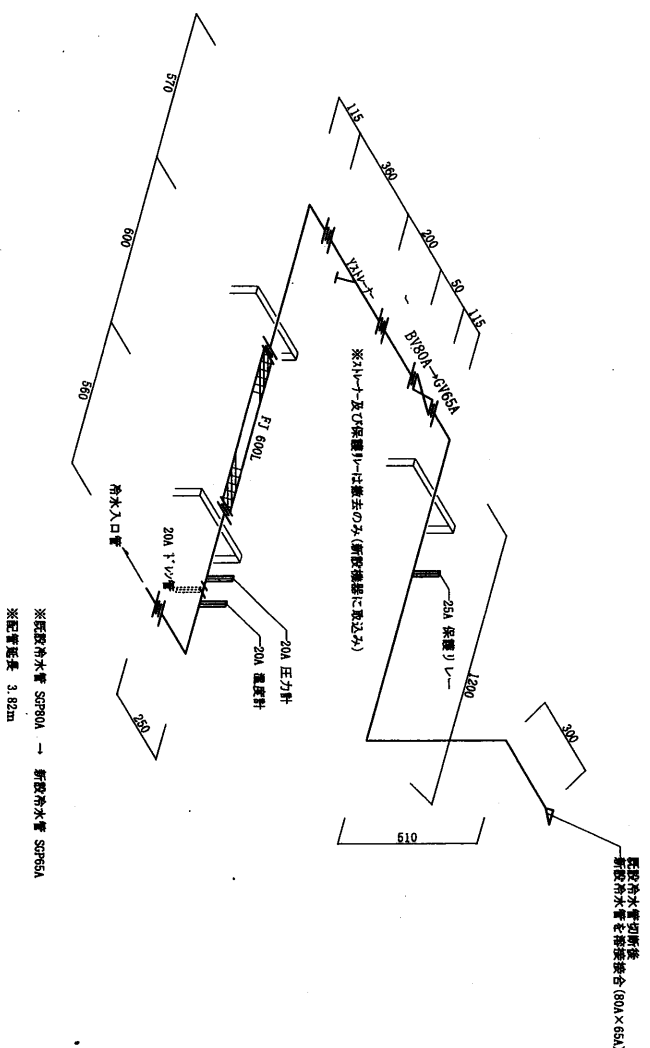 570
600
560
115
360
200
50
115
Yストレーナー
BV80A→GV65A
※ストレーナー及び保護リレーは撤去のみ(新設機器に取込み)
FJ 600L
冷水入口管
20A ドレン管
20A 圧力計
20A 温度計
25A 保護リレー
1200
300
250
510
既設冷水管切断後
新設冷水管を溶接接合(80A×65A)
※既設冷水管 SGP80A → 新設冷水管 SGP65A
※配管延長 3.82m